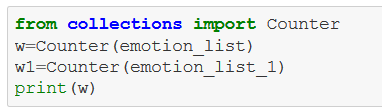 from collections import Counter
w=Counter(emotion_list)
w1=Counter(emotion_list_1)
print(w)